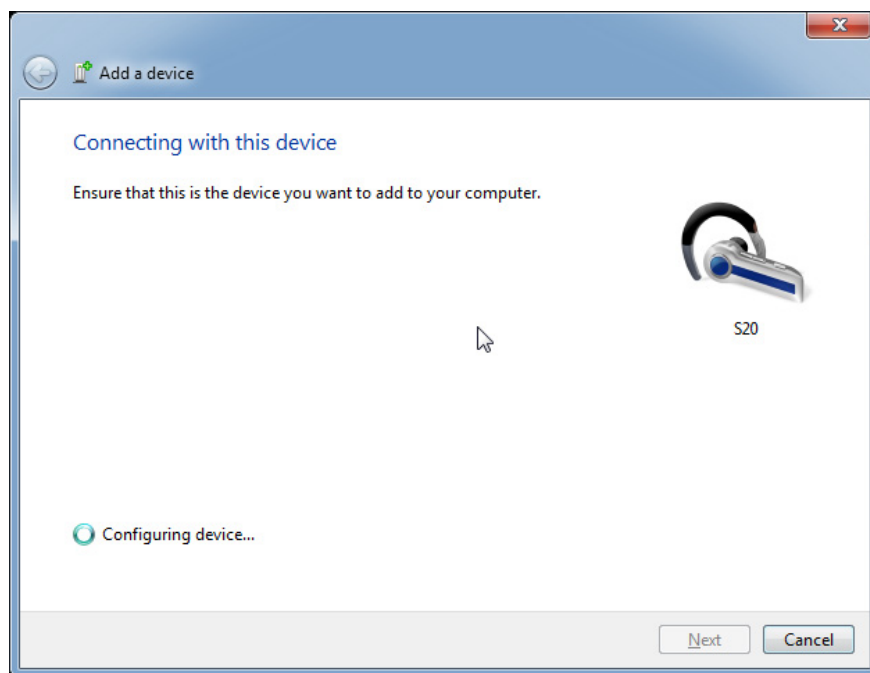 Add a device
Connecting with this device
Ensure that this is the device you want to add to your computer.
S20
Configuring device...
Next
Cancel